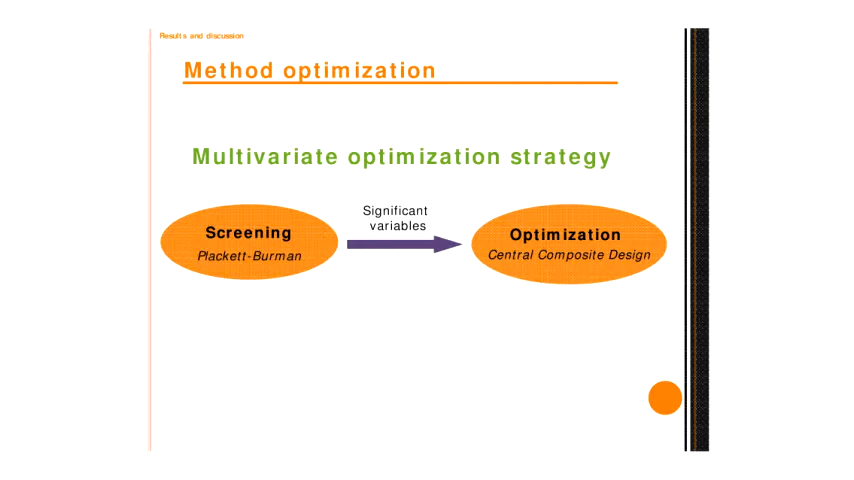 Results and discussion
Method optimization
Multivariate optimization strategy
Significant
variables
Screening
Plackett-Burman
Optimization
Central Composite Design